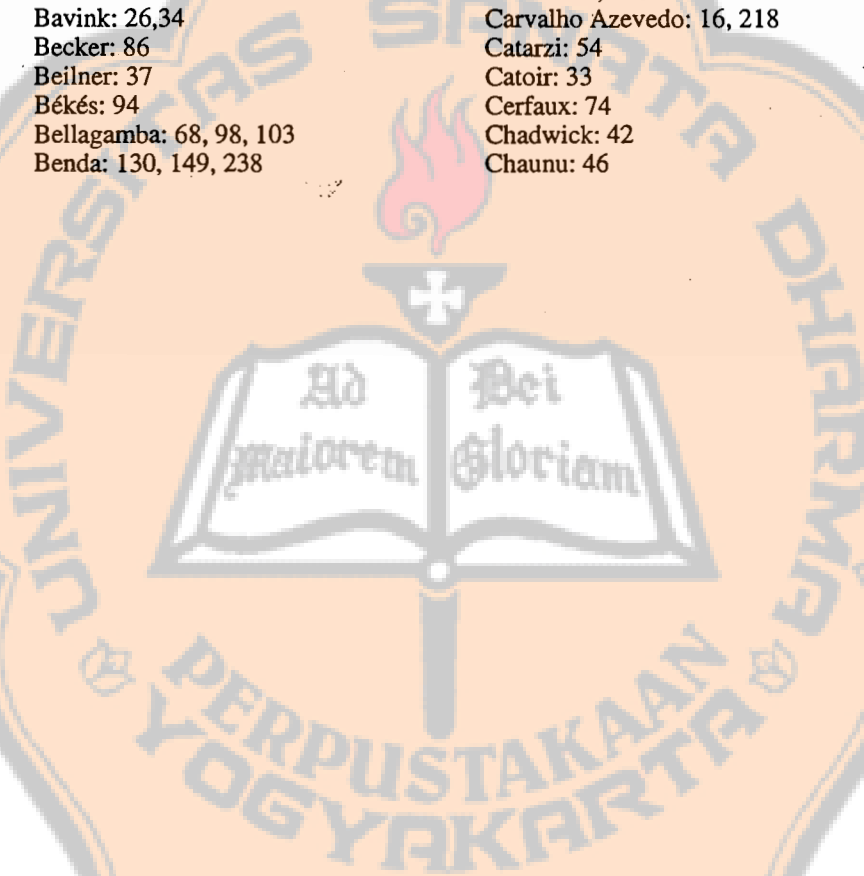 Bavink: 26,34
Becker: 86
Beilner: 37
Békés: 94
Bellagamba: 68, 98, 103
Benda: 130, 149, 238
Carvalho Azevedo: 16, 218
Catarzi: 54
Catoir: 33
Cerfaux: 74
Chadwick: 42
Chaunu: 46
UNIVERSITAS SANATA DHARMA
Ad
maiorem
Dei
Gloriam
PERPUSTAKAAN
YOGYAKARTA